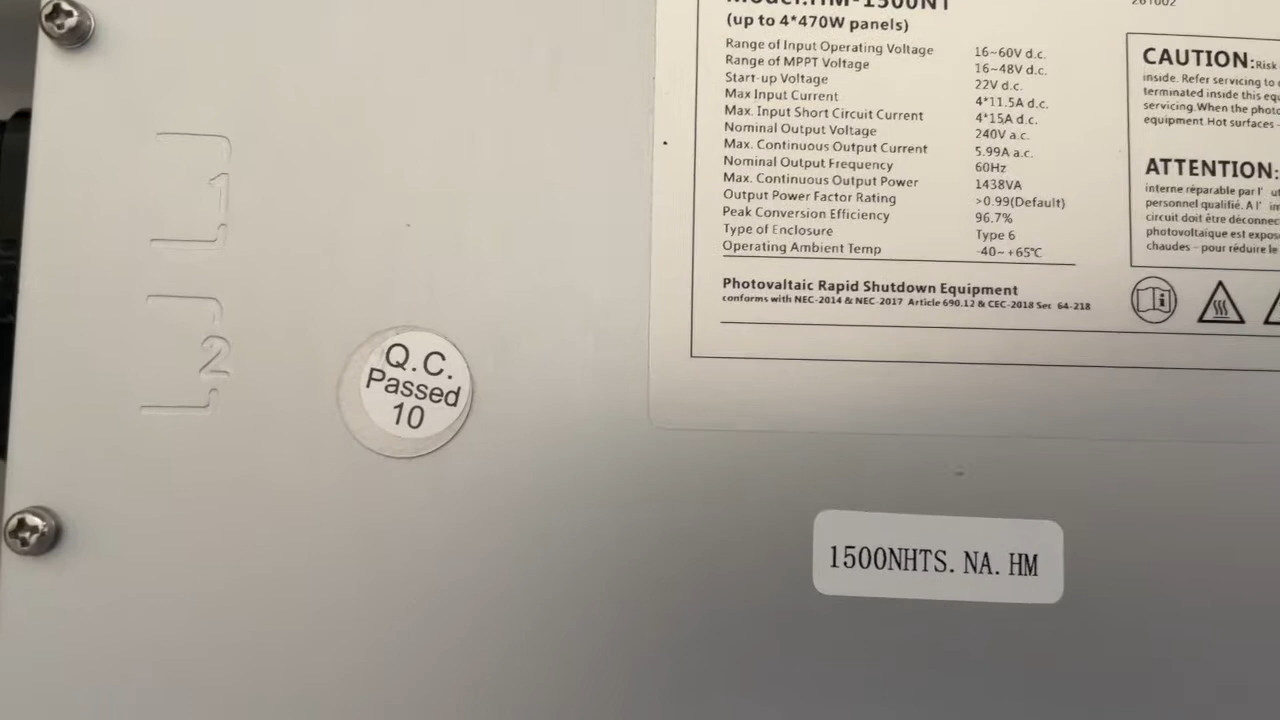 Model:HM-1500NT
261002
(up to 4*470W panels)
Range of Input Operating Voltage 16~60V d.c.
Range of MPPT Voltage 16~48V d.c.
Start-up Voltage 22V d.c.
Max Input Current 4*11.5A d.c.
Max. Input Short Circuit Current 4*15A d.c.
Nominal Output Voltage 240V a.c.
Max. Continuous Output Current 5.99A a.c.
Nominal Output Frequency 60Hz
Max. Continuous Output Power 1438VA
Output Power Factor Rating >0.99(Default)
Peak Conversion Efficiency 96.7%
Type of Enclosure Type 6
Operating Ambient Temp -40~+65℃
Photovaltaic Rapid Shutdown Equipment
conforms with NEC-2014 & NEC-2017 Article 690.12 & CEC-2018 Sec 64-218
CAUTION:Risk
inside. Refer servicing to
terminated inside this
servicing.When the
equipment.Hot surfaces -
ATTENTION:
interne réparable par l'
personnel qualifié. A l'
circuit doit être
photovoltaïque est
chaudes - pour réduire le
1
2
Q.C.
Passed
10
1500NHTS. NA. HM